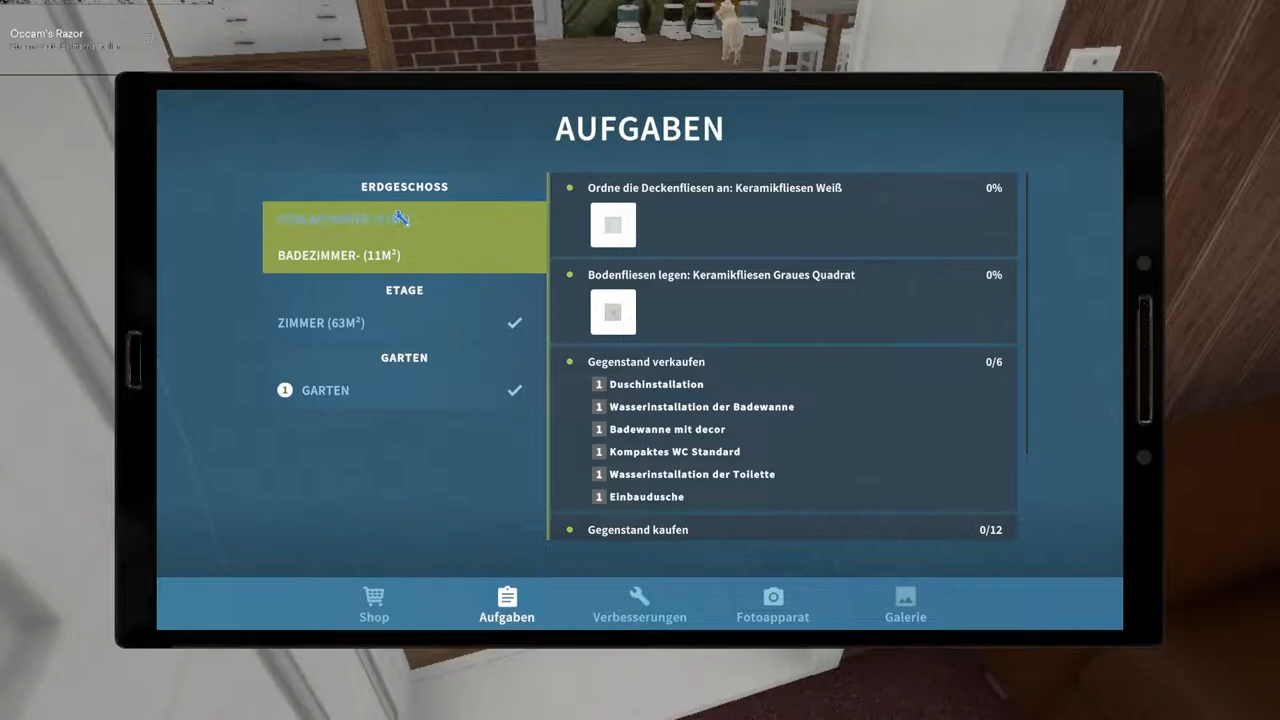 Occam's Razor
AUFGABEN
ERDGESCHOSS
BADEZIMMER- (11M²)
ETAGE
ZIMMER (63M²)
GARTEN
1 GARTEN
Ordne die Deckenfliesen an: Keramikfliesen Weiß 0%
Bodenfliesen legen: Keramikfliesen Graues Quadrat 0%
Gegenstand verkaufen 0/6
1 Duschinstallation
1 Wasserinstallation der Badewanne
1 Badewanne mit decor
1 Kompaktes WC Standard
1 Wasserinstallation der Toilette
1 Einbaudusche
Gegenstand kaufen 0/12
Shop
Aufgaben
Verbesserungen
Fotoapparat
Galerie